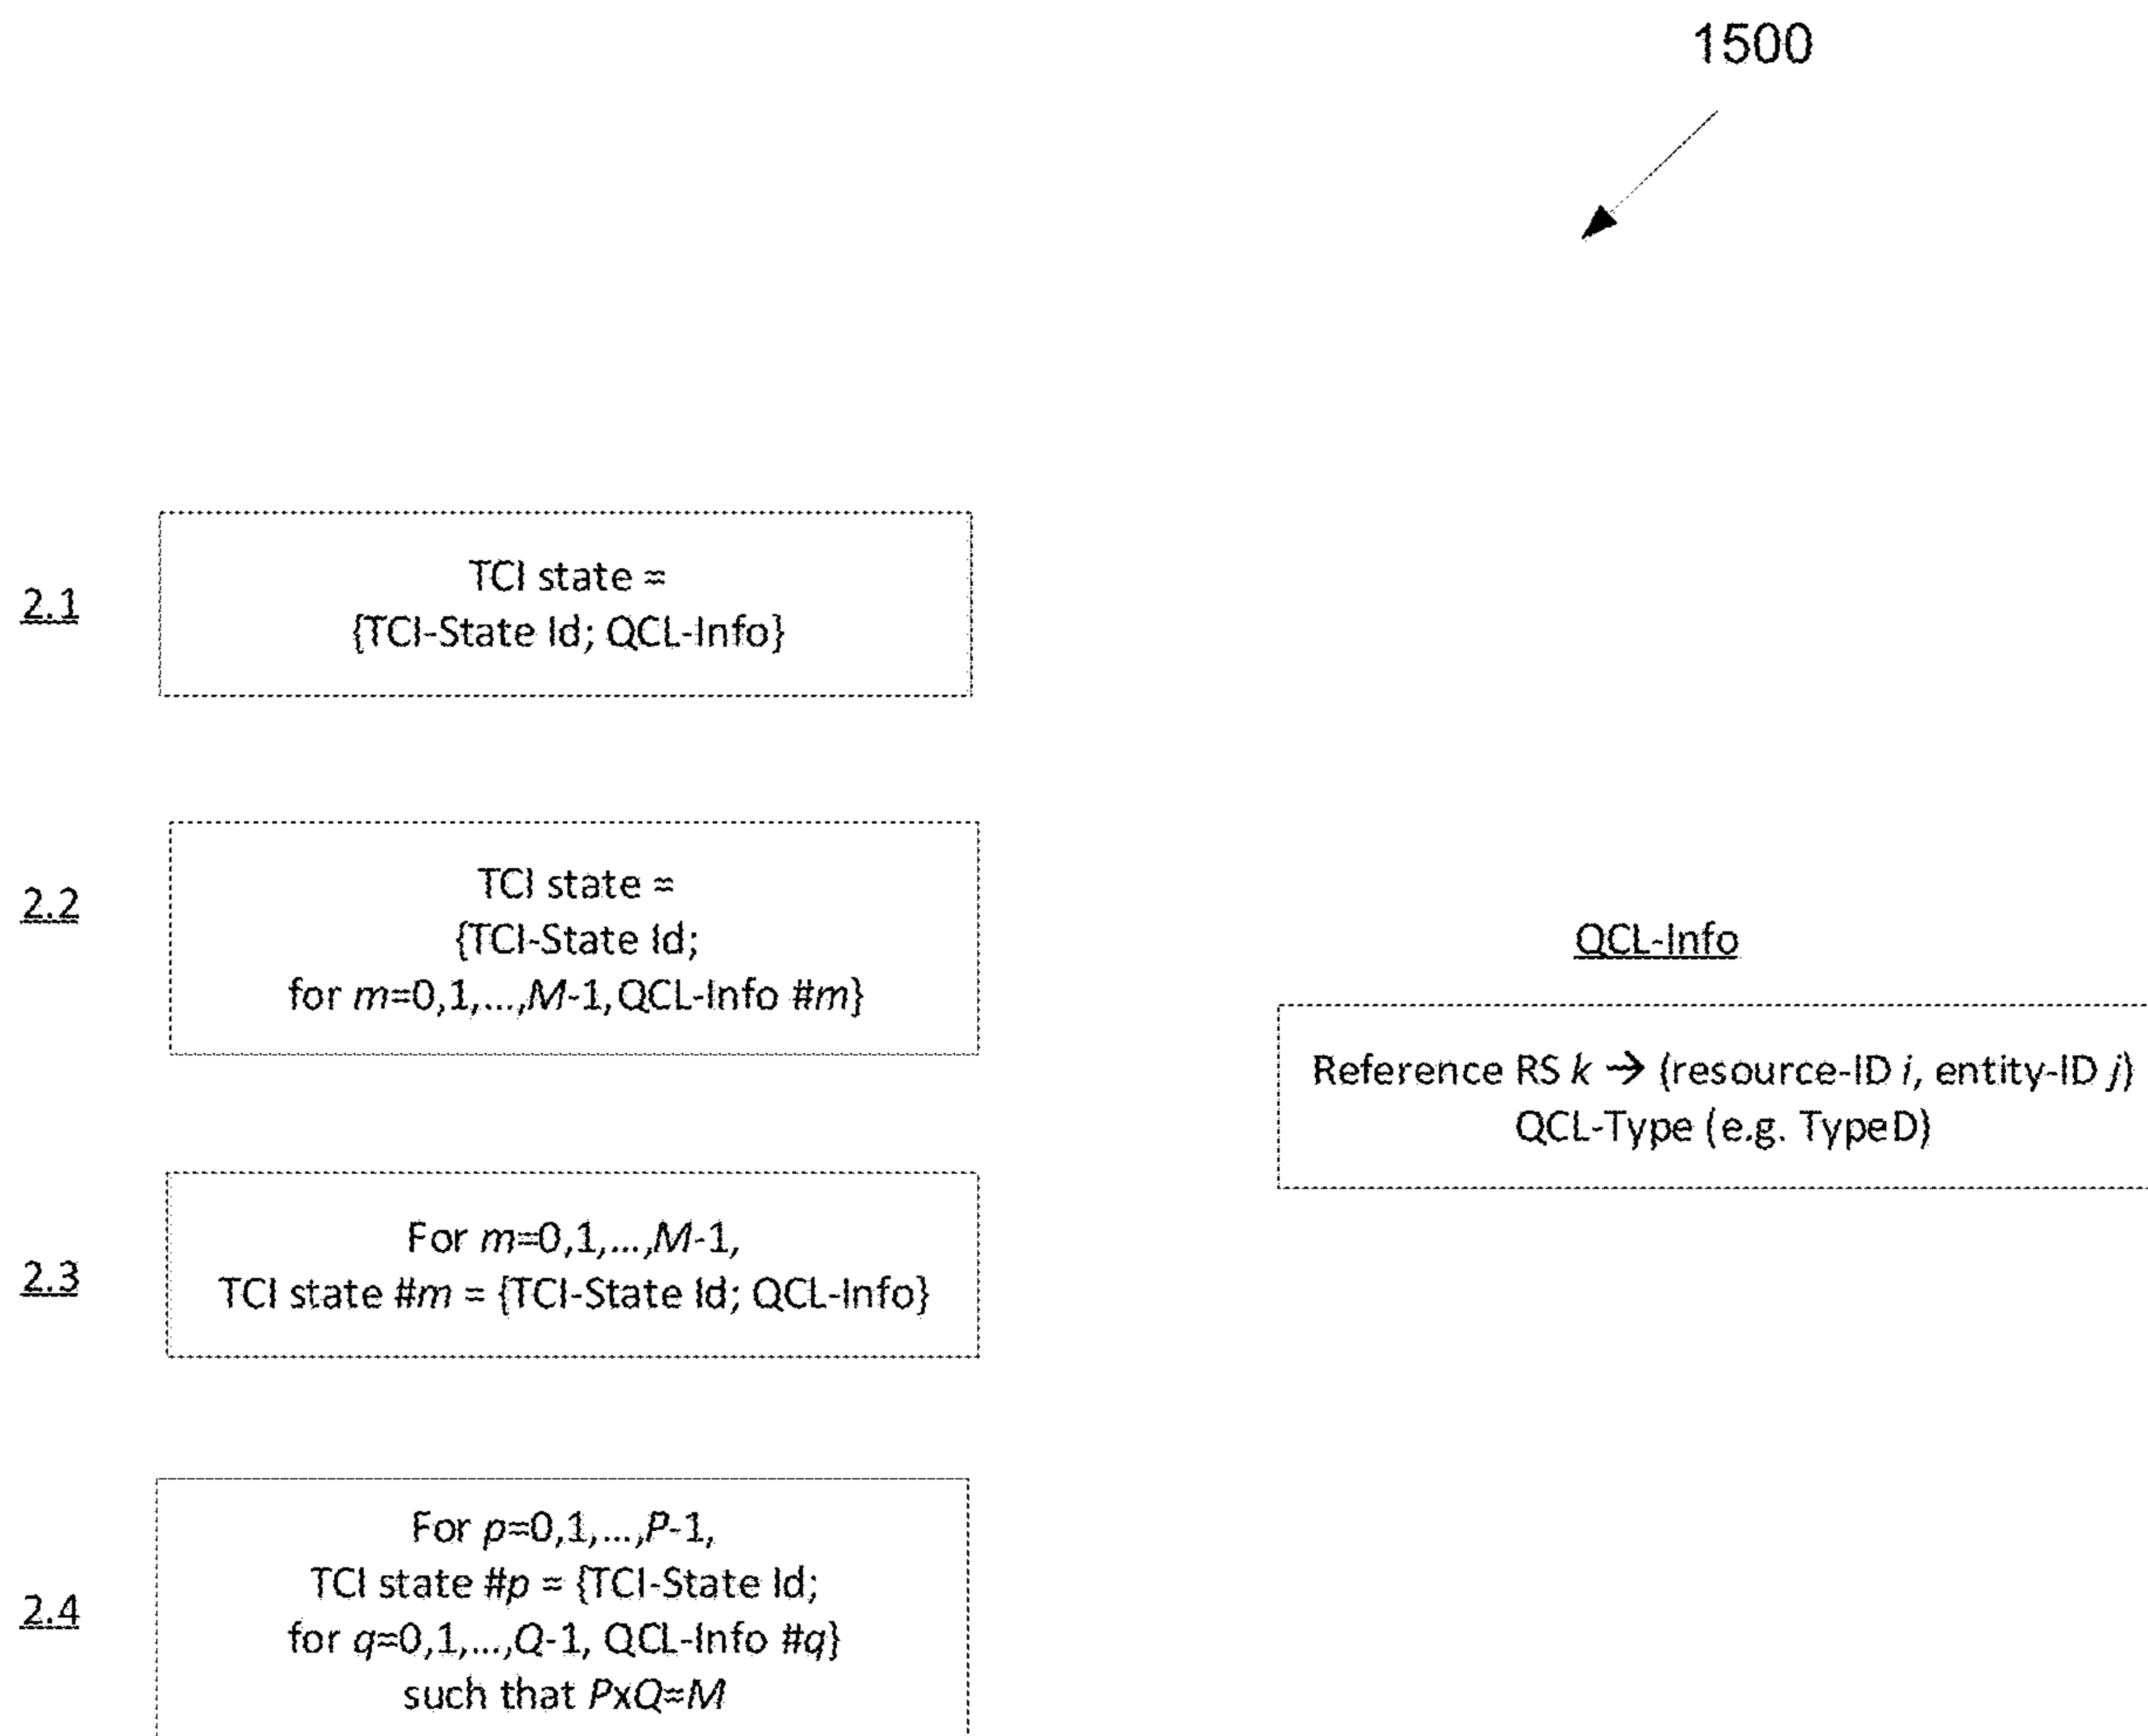 1500
2.1
TCI state =
{TCI-State Id; QCL-Info}
2.2
TCI state =
{TCI-State Id;
for m=0,1,...,M-1,QCL-Info #m}
QCL-Info
Reference RS k → {resource-ID i, entity-ID j}
QCL-Type (e.g. TypeD)
2.3
For m=0,1,...,M-1,
TCI state #m = {TCI-State Id; QCL-Info}
2.4
For p=0,1,...,P-1,
TCI state #p = {TCI-State Id;
for q=0,1,...,Q-1, QCL-Info #q}
such that PxQ=M